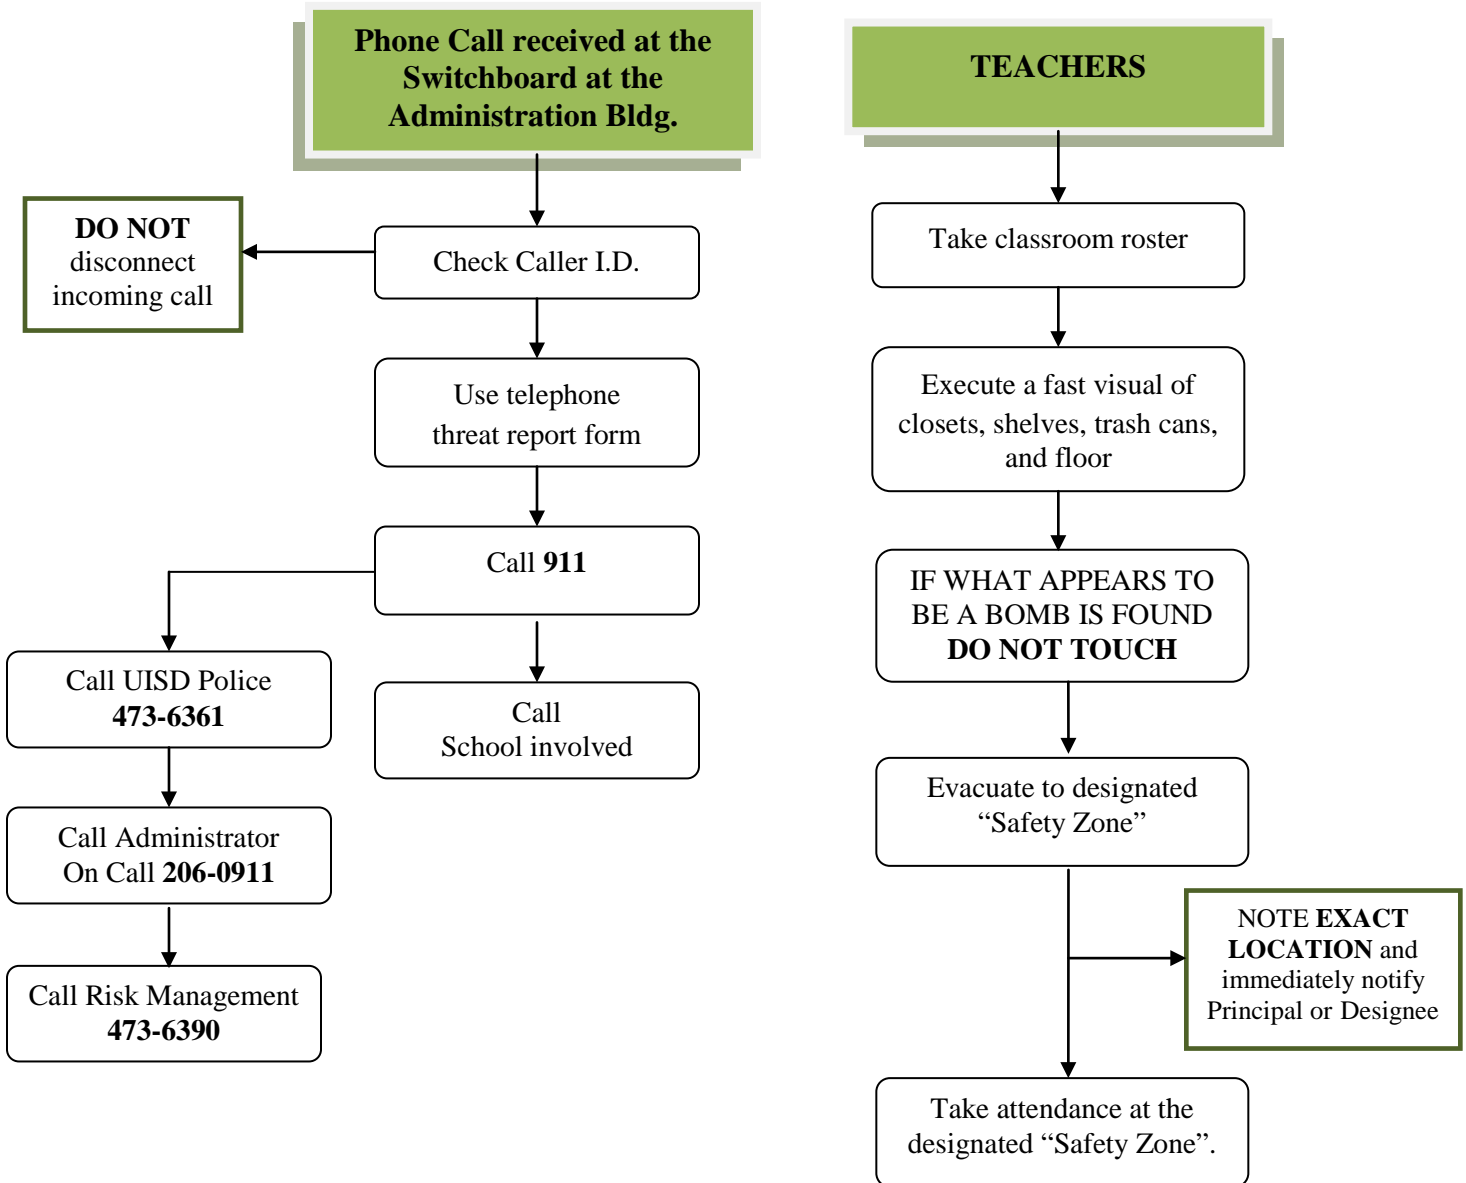 Phone Call received at the
Switchboard at the
Administration Bldg.
DO NOT
disconnect
incoming call
Check Caller I.D.
Use telephone
threat report form
Call 911
Call UISD Police
473-6361
Call
School involved
Call Administrator
On Call 206-0911
Call Risk Management
473-6390
TEACHERS
Take classroom roster
Execute a fast visual of
closets, shelves, trash cans,
and floor
IF WHAT APPEARS TO
BE A BOMB IS FOUND
DO NOT TOUCH
Evacuate to designated
“Safety Zone”
NOTE EXACT
LOCATION and
immediately notify
Principal or Designee
Take attendance at the
designated “Safety Zone”.